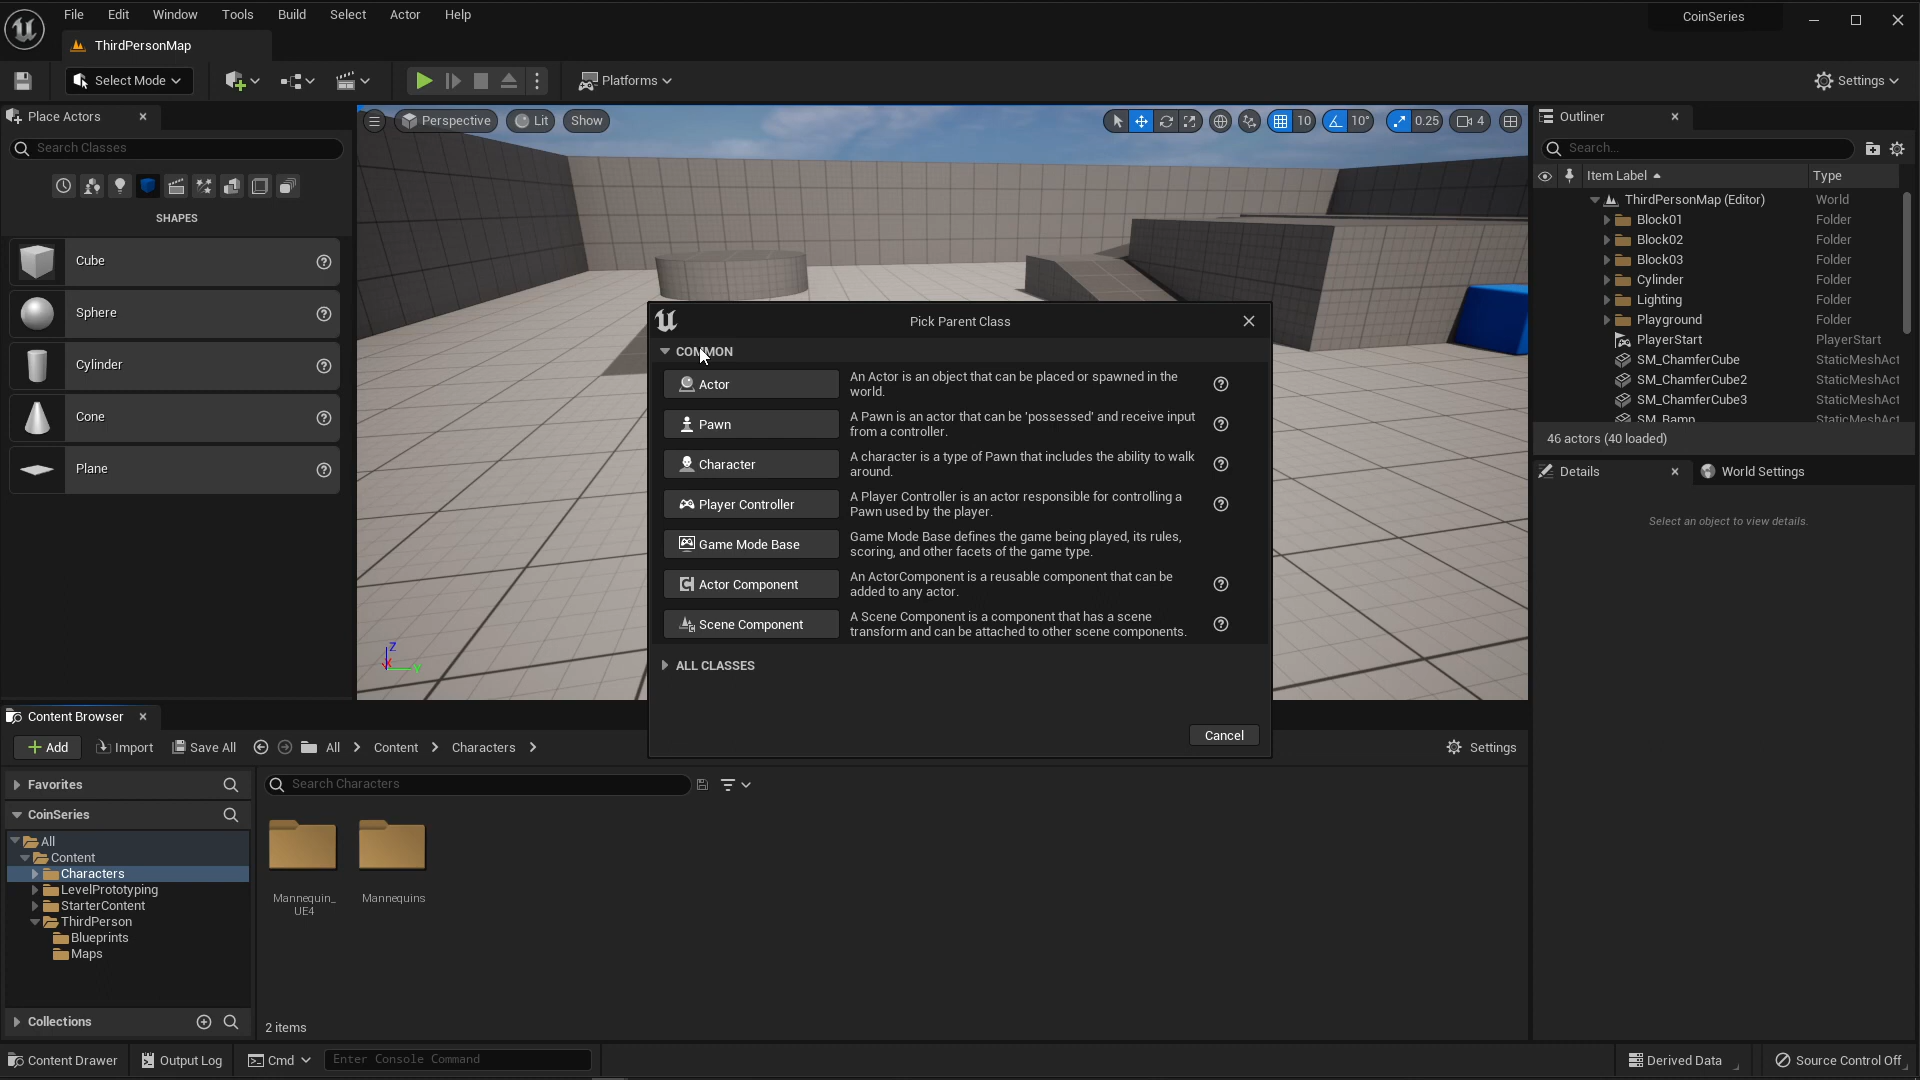 File Edit Window Tools Build Select Actor Help
CoinSeries
ThirdPersonMap
Select Mode
Platforms
Settings
Place Actors
Search Classes
SHAPES
Cube
Sphere
Cylinder
Cone
Plane
Perspective Lit Show
10 10° 0.25 4
Pick Parent Class
COMMON
Actor
An Actor is an object that can be placed or spawned in the
world.
Pawn
A Pawn is an actor that can be 'possessed' and receive input
from a controller.
Character
A character is a type of Pawn that includes the ability to walk
around.
Player Controller
A Player Controller is an actor responsible for controlling a
Pawn used by the player.
Game Mode Base
Game Mode Base defines the game being played, its rules,
scoring, and other facets of the game type.
Actor Component
An ActorComponent is a reusable component that can be
added to any actor.
Scene Component
A Scene Component is a component that has a scene
transform and can be attached to other scene components.
ALL CLASSES
Cancel
Z
X
Y
Outliner
Search...
Item Label Type
ThirdPersonMap (Editor) World
Block01 Folder
Block02 Folder
Block03 Folder
Cylinder Folder
Lighting Folder
Playground Folder
PlayerStart PlayerStart
SM_ChamferCube StaticMeshAct
SM_ChamferCube2 StaticMeshAct
SM_ChamferCube3 StaticMeshAct
SM_Ramp StaticMeshAct
46 actors (40 loaded)
Details World Settings
Select an object to view details.
Content Browser
Add Import Save All All Content Characters
Settings
Favorites
CoinSeries
All
Content
Characters
LevelPrototyping
StarterContent
ThirdPerson
Blueprints
Maps
Collections
Search Characters
Mannequin_
UE4
Mannequins
2 items
Content Drawer Output Log Cmd Enter Console Command
Derived Data Source Control Off